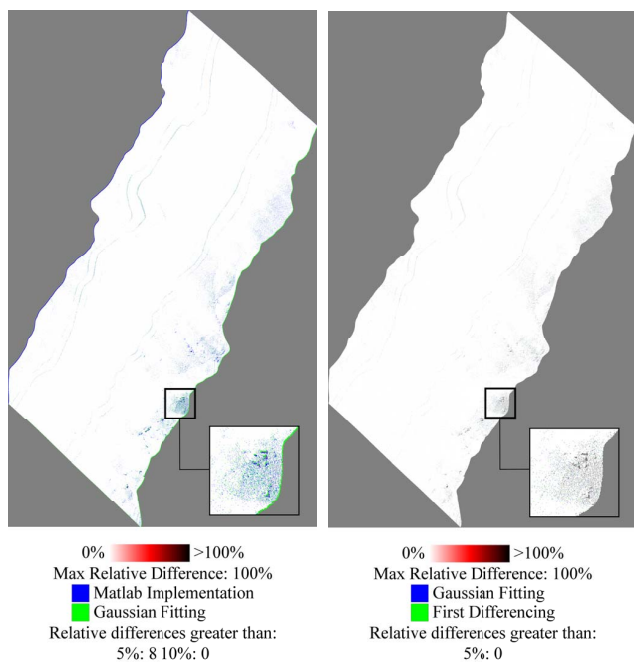 0% >100%
Max Relative Difference: 100%
Matlab Implementation
Gaussian Fitting
Relative differences greater than:
5%: 8 10%: 0
0% >100%
Max Relative Difference: 100%
Gaussian Fitting
First Differencing
Relative differences greater than:
5%: 0